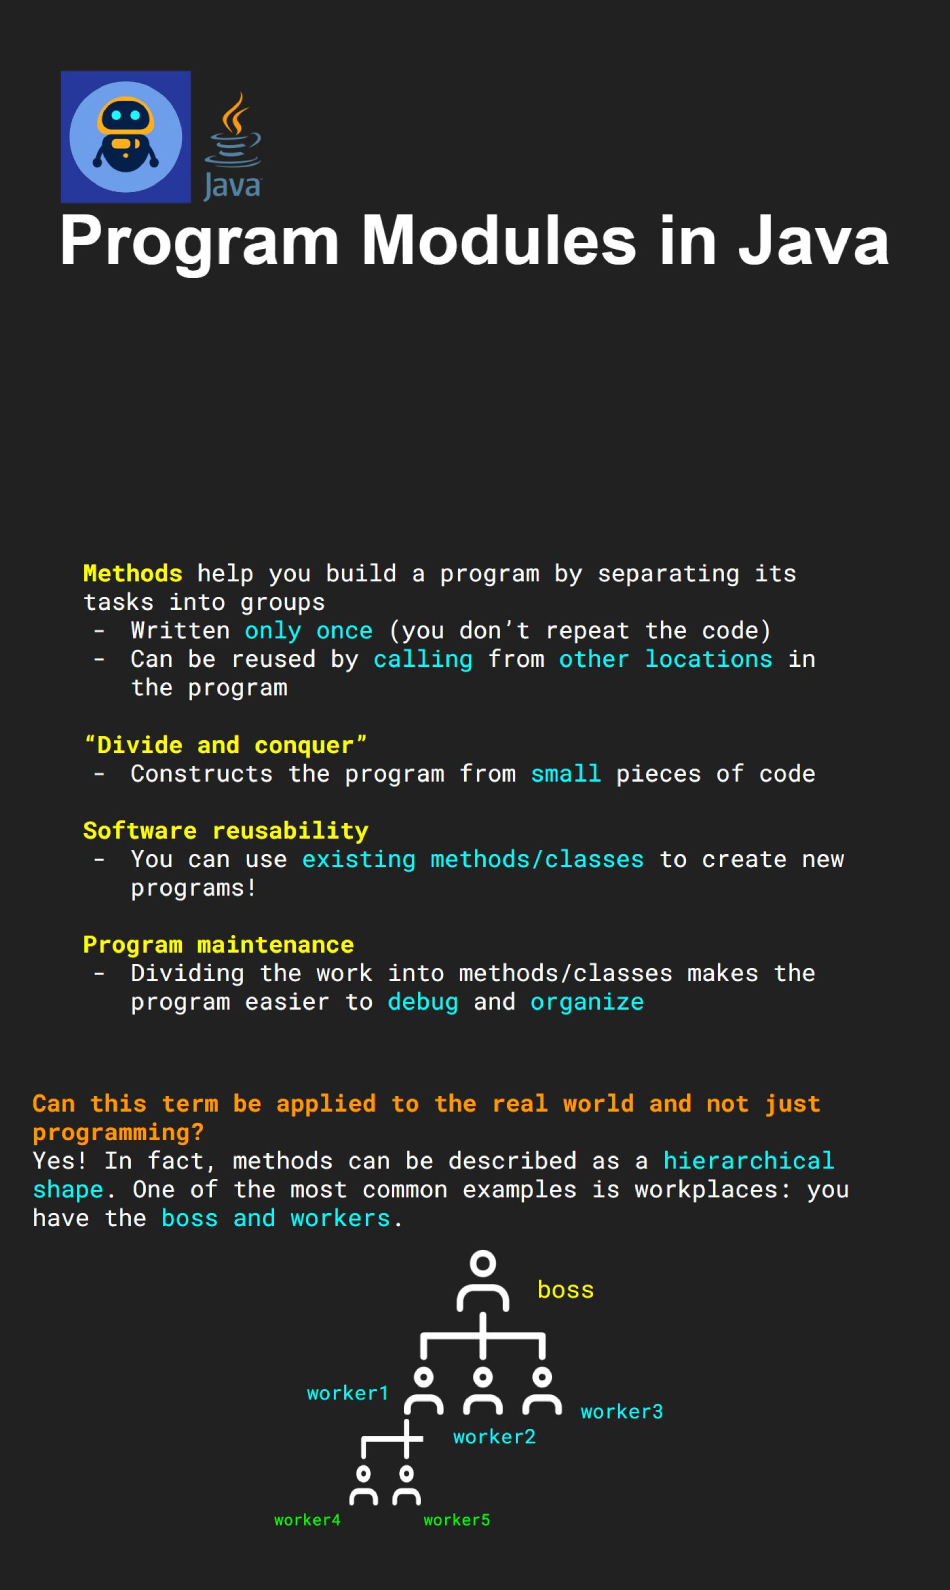 Java
Program Modules in Java
Methods help you build a program by separating its
tasks into groups
- Written only once (you don’t repeat the code)
- Can be reused by calling from other locations in
the program
“Divide and conquer”
- Constructs the program from small pieces of code
Software reusability
- You can use existing methods/classes to create new
programs!
Program maintenance
- Dividing the work into methods/classes makes the
program easier to debug and organize
Can this term be applied to the real world and not just
programming?
Yes! In fact, methods can be described as a hierarchical
shape. One of the most common examples is workplaces: you
have the boss and workers.
boss
worker1
worker3
worker2
worker4
worker5